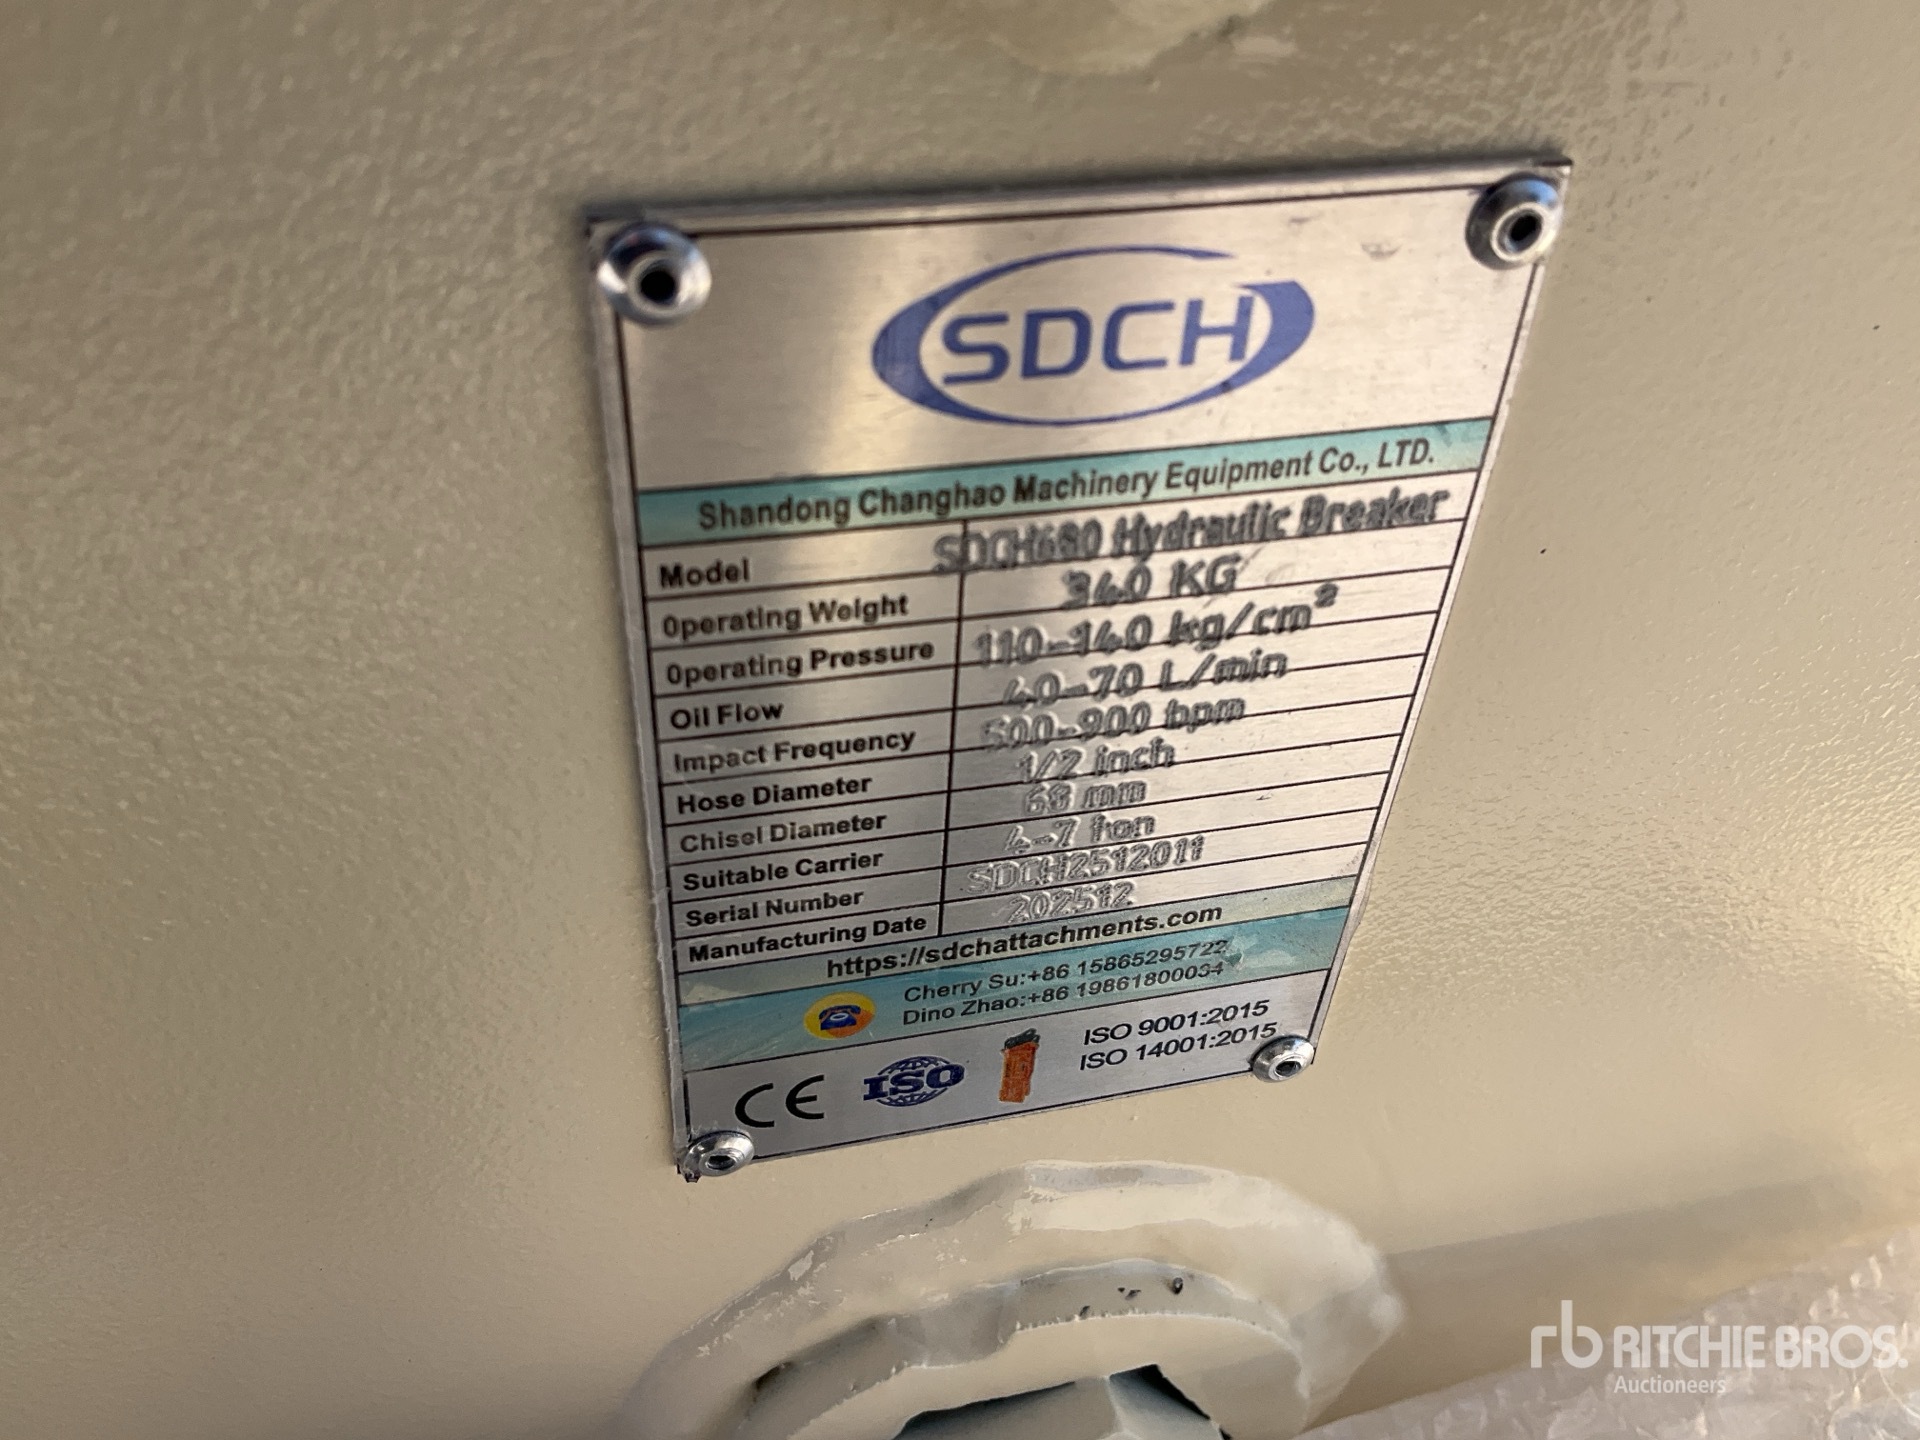 SDCH
Shandong Changhao Machinery Equipment Co., LTD.
Model SDCH680 Hydraulic Breaker
Operating Weight 340 KG
Operating Pressure 110-140 kg/cm²
Oil Flow 40-70 L/min
Impact Frequency 500-900 bpm
Hose Diameter 1/2 inch
Chisel Diameter 68 mm
Suitable Carrier 4-7 ton
Serial Number SDCH2512011
Manufacturing Date 202512
https://sdchattachments.com
Cherry Su:+86 15865295722
Dino Zhao:+86 19861800034
CE ISO ISO 9001:2015
ISO 14001:2015
rb RITCHIE BROS.
Auctioneers